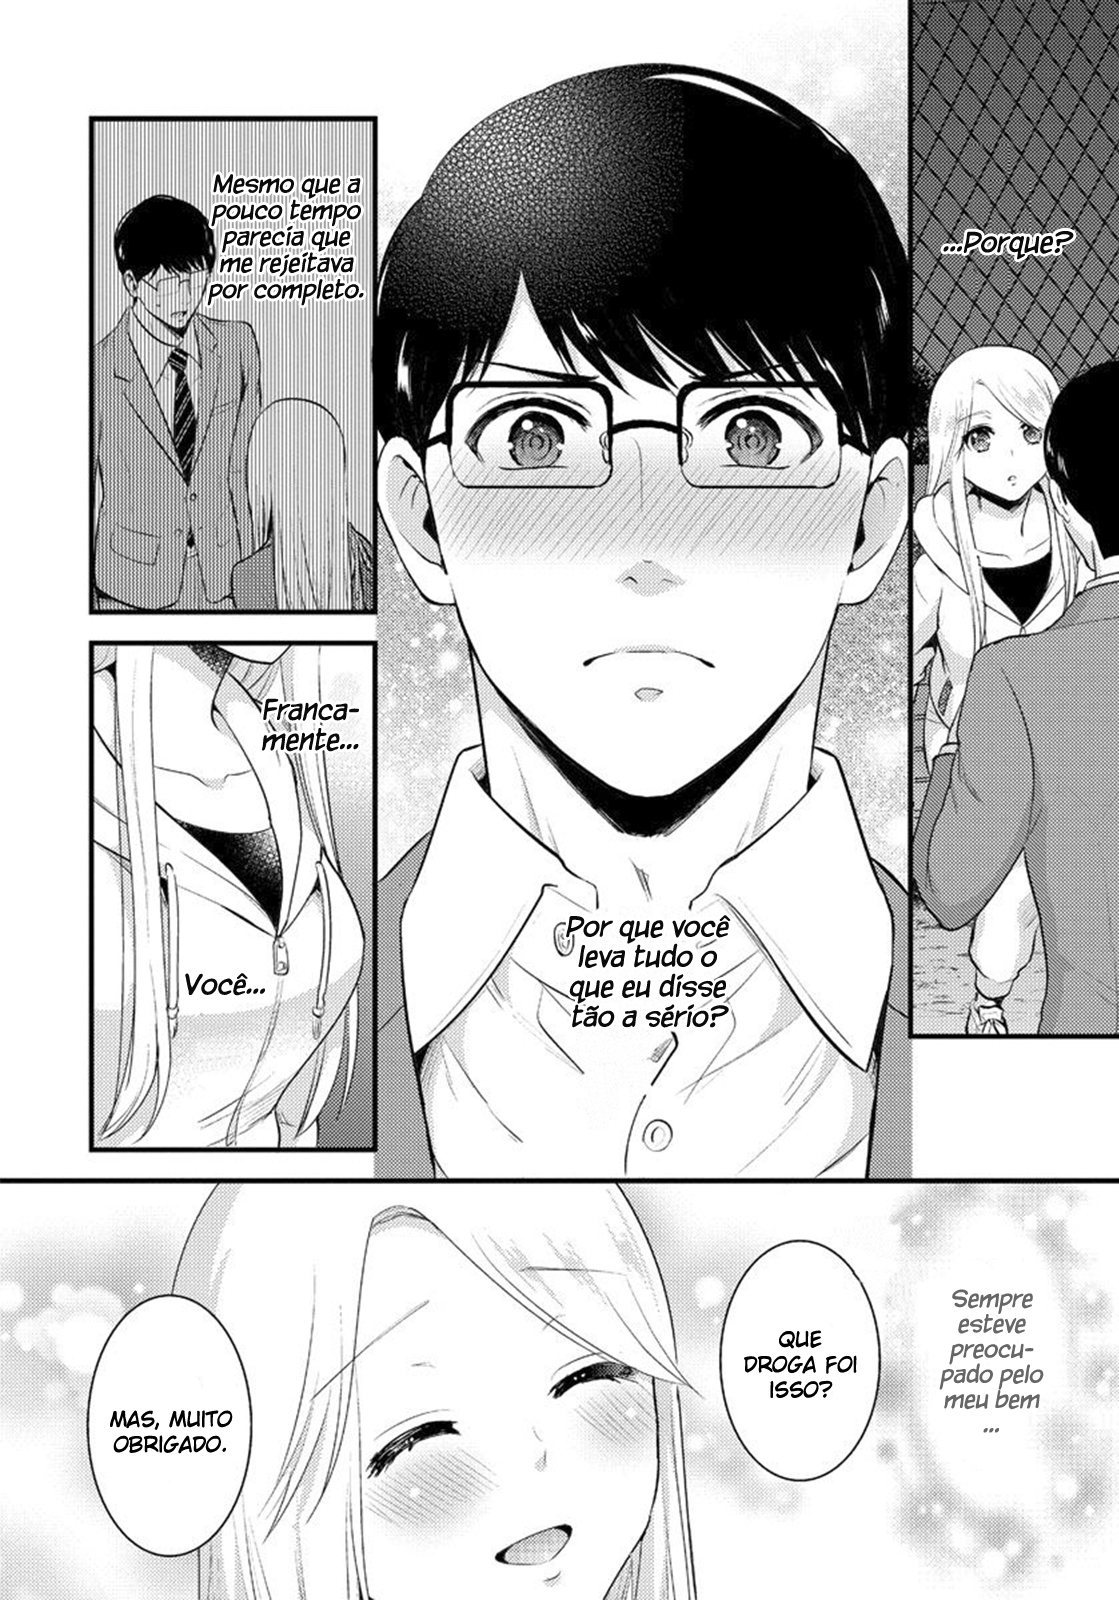 ...Porque?
Por que você
leva tudo o
que eu disse
tão a sério?
Mesmo que a
pouco tempo
parecia que
me rejeitava
por completo.
Franca-
mente...
Você...
Sempre
esteve
preocu-
pado pelo
meu bem
...
QUE
DROGA FOI
ISSO?
MAS, MUITO
OBRIGADO.